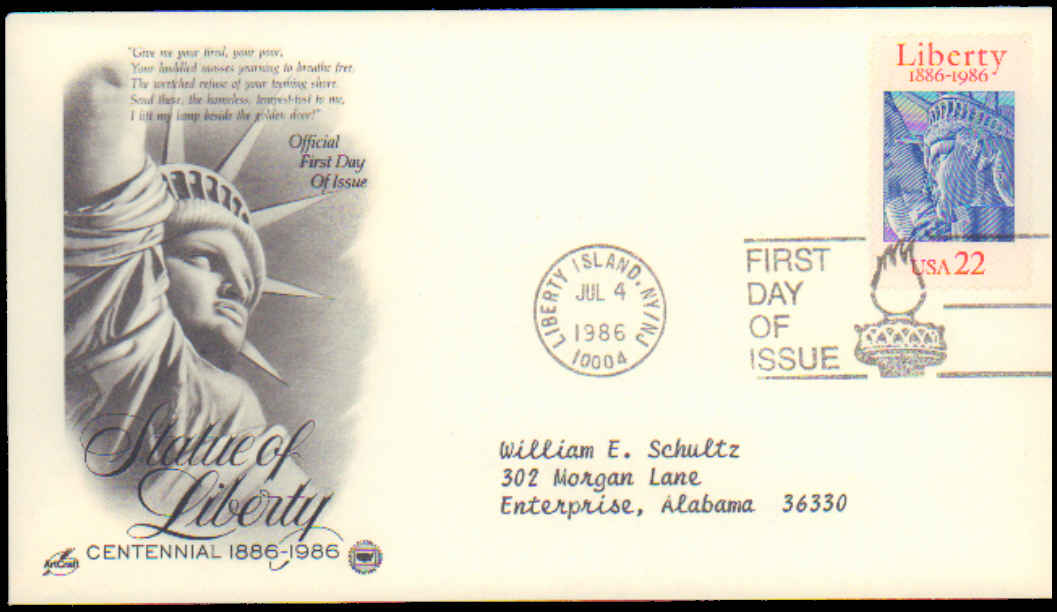 "Give me your tired, your poor,
Your huddled masses yearning to breathe free,
The wretched refuse of your teeming shore.
Send these, the homeless, tempest-tost to me,
I lift my lamp beside the golden door!"
Official
First Day
Of Issue
Liberty
1886-1986
USA 22
LIBERTY ISLAND, NY/NJ
JUL 4
1986
10004
FIRST
DAY
OF
ISSUE
Statue of
Liberty
CENTENNIAL 1886-1986
ArtCraft
William E. Schultz
302 Morgan Lane
Enterprise, Alabama 36330